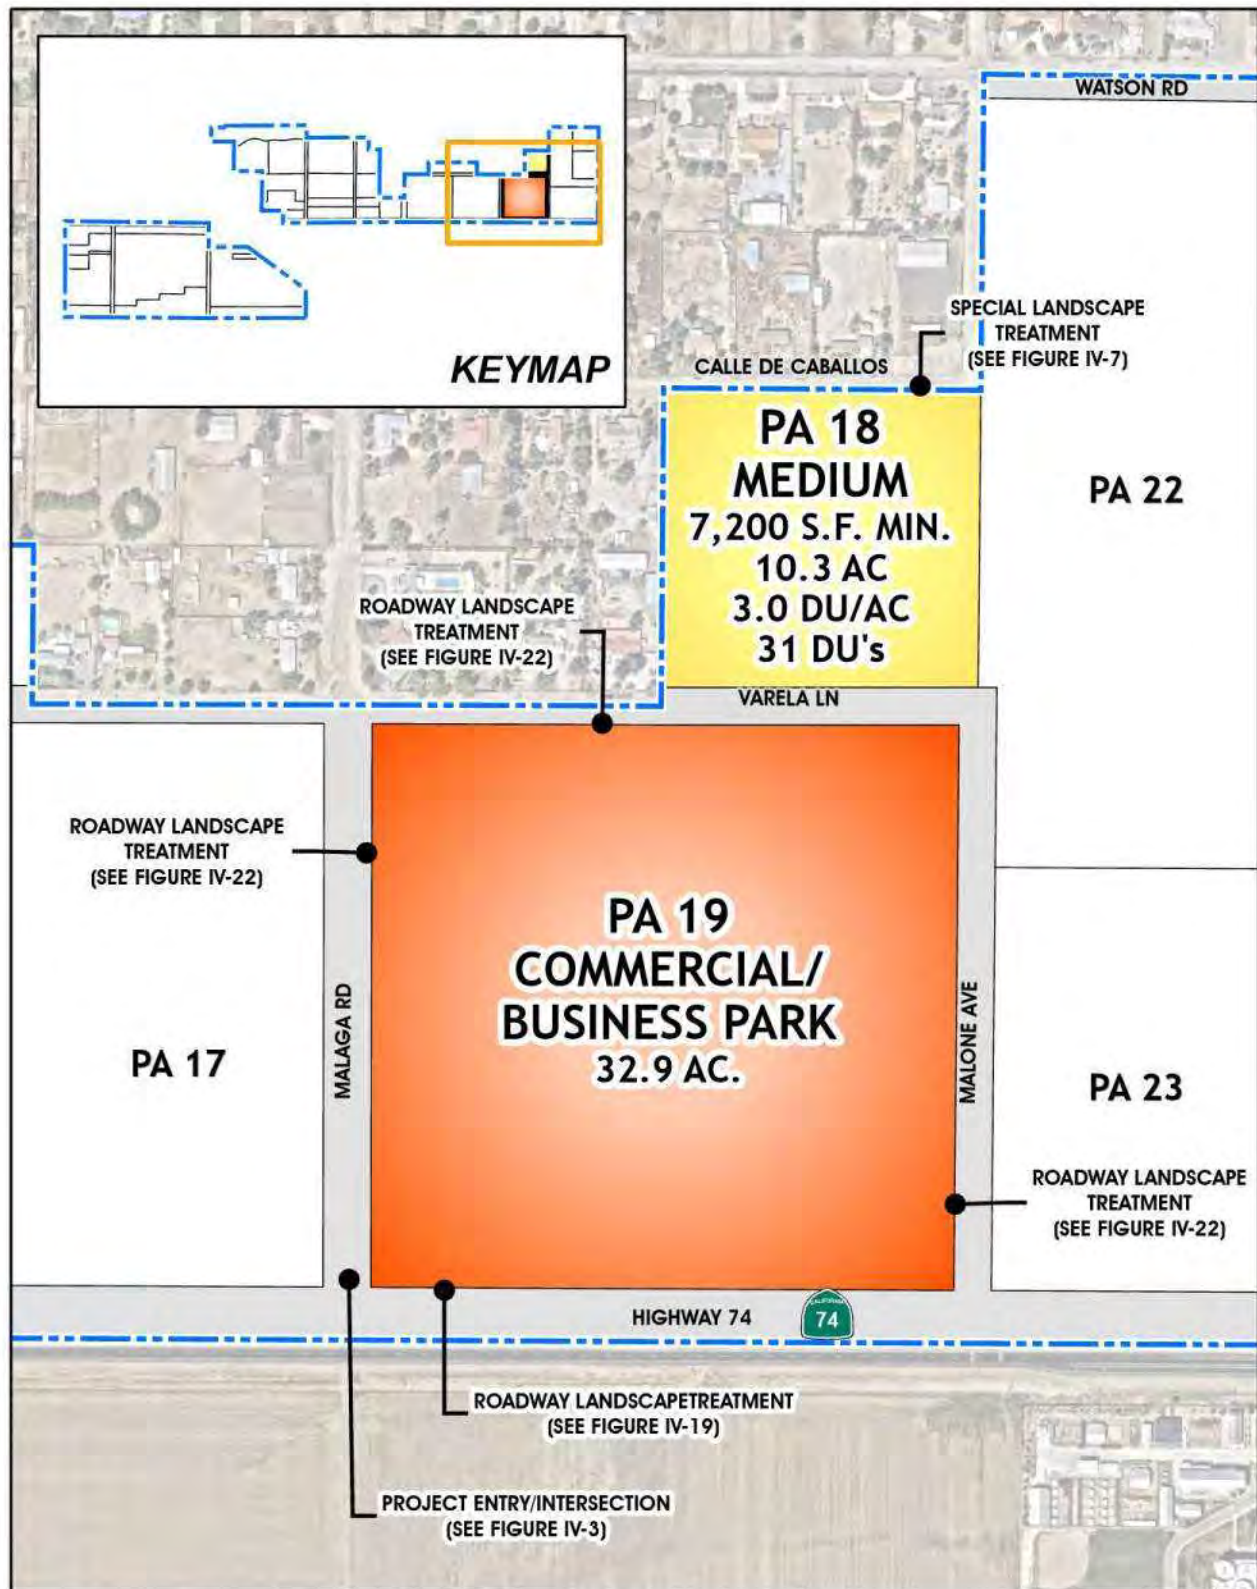 KEYMAP
WATSON RD
SPECIAL LANDSCAPE
TREATMENT
(SEE FIGURE IV-7)
CALLE DE CABALLOS
PA 18
MEDIUM
7,200 S.F. MIN.
10.3 AC
3.0 DU/AC
31 DU's
PA 22
ROADWAY LANDSCAPE
TREATMENT
(SEE FIGURE IV-22)
VARELA LN
ROADWAY LANDSCAPE
TREATMENT
(SEE FIGURE IV-22)
PA 19
COMMERCIAL/
BUSINESS PARK
32.9 AC.
PA 17
MALAGA RD
MALONE AVE
PA 23
ROADWAY LANDSCAPE
TREATMENT
(SEE FIGURE IV-22)
HIGHWAY 74
CALIFORNIA
74
ROADWAY LANDSCAPETREATMENT
(SEE FIGURE IV-19)
PROJECT ENTRY/INTERSECTION
(SEE FIGURE IV-3)